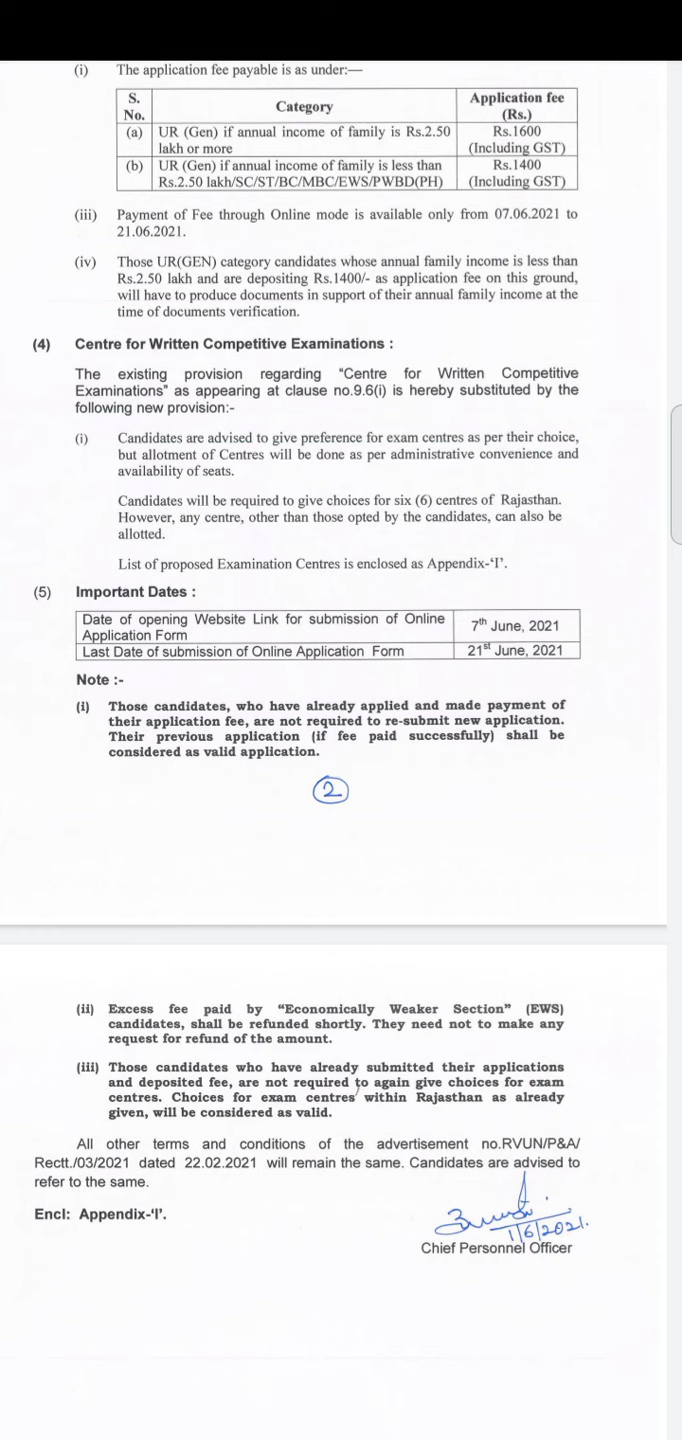 (i) The application fee payable is as under:—
S. No. Category Application fee (Rs.)
(a) UR (Gen) if annual income of family is Rs.2.50 Rs.1600
lakh or more (Including GST)
(b) UR (Gen) if annual income of family is less than Rs.1400
Rs.2.50 lakh/SC/ST/BC/MBC/EWS/PWBD(PH) (Including GST)
(iii) Payment of Fee through Online mode is available only from 07.06.2021 to
21.06.2021.
(iv) Those UR(GEN) category candidates whose annual family income is less than
Rs.2.50 lakh and are depositing Rs.1400/- as application fee on this ground,
will have to produce documents in support of their annual family income at the
time of documents verification.
(4) Centre for Written Competitive Examinations :
The existing provision regarding "Centre for Written Competitive
Examinations" as appearing at clause no.9.6(i) is hereby substituted by the
following new provision:-
(i) Candidates are advised to give preference for exam centres as per their choice,
but allotment of Centres will be done as per administrative convenience and
availability of seats.
Candidates will be required to give choices for six (6) centres of Rajasthan.
However, any centre, other than those opted by the candidates, can also be
allotted.
List of proposed Examination Centres is enclosed as Appendix-'I'.
(5) Important Dates :
Date of opening Website Link for submission of Online 7th June, 2021
Application Form
Last Date of submission of Online Application Form 21st June, 2021
Note :-
(i) Those candidates, who have already applied and made payment of
their application fee, are not required to re-submit new application.
Their previous application (if fee paid successfully) shall be
considered as valid application.
2
(ii) Excess fee paid by "Economically Weaker Section" (EWS)
candidates, shall be refunded shortly. They need not to make any
request for refund of the amount.
(iii) Those candidates who have already submitted their applications
and deposited fee, are not required to again give choices for exam
centres. Choices for exam centres within Rajasthan as already
given, will be considered as valid.
All other terms and conditions of the advertisement no.RVUN/P&A/
Rectt./03/2021 dated 22.02.2021 will remain the same. Candidates are advised to
refer to the same.
Encl: Appendix-'I'.
1/6/2021.
Chief Personnel Officer